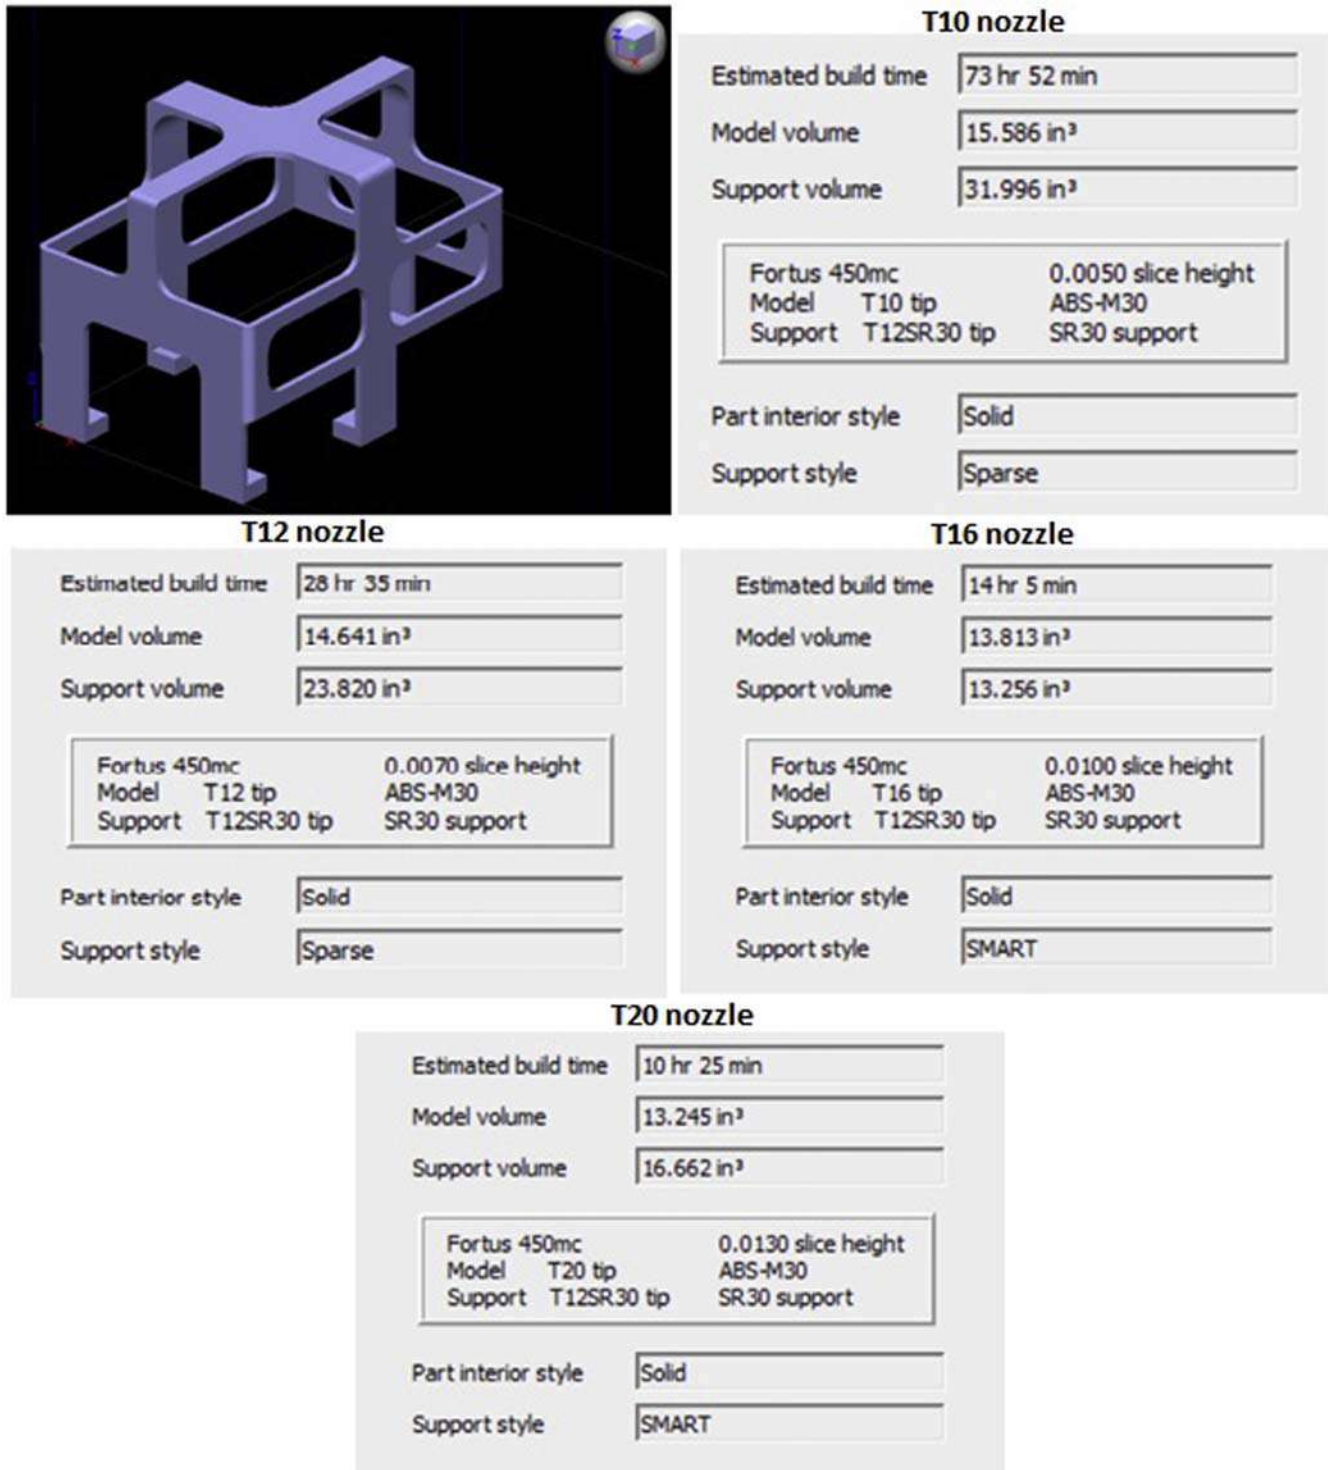 T10 nozzle
Estimated build time 73 hr 52 min
Model volume 15.586 in³
Support volume 31.996 in³
Fortus 450mc 0.0050 slice height
Model T10 tip ABS-M30
Support T12SR30 tip SR30 support
Part interior style Solid
Support style Sparse
T12 nozzle
Estimated build time 28 hr 35 min
Model volume 14.641 in³
Support volume 23.820 in³
Fortus 450mc 0.0070 slice height
Model T12 tip ABS-M30
Support T12SR30 tip SR30 support
Part interior style Solid
Support style Sparse
T16 nozzle
Estimated build time 14 hr 5 min
Model volume 13.813 in³
Support volume 13.256 in³
Fortus 450mc 0.0100 slice height
Model T16 tip ABS-M30
Support T12SR30 tip SR30 support
Part interior style Solid
Support style SMART
T20 nozzle
Estimated build time 10 hr 25 min
Model volume 13.245 in³
Support volume 16.662 in³
Fortus 450mc 0.0130 slice height
Model T20 tip ABS-M30
Support T12SR30 tip SR30 support
Part interior style Solid
Support style SMART